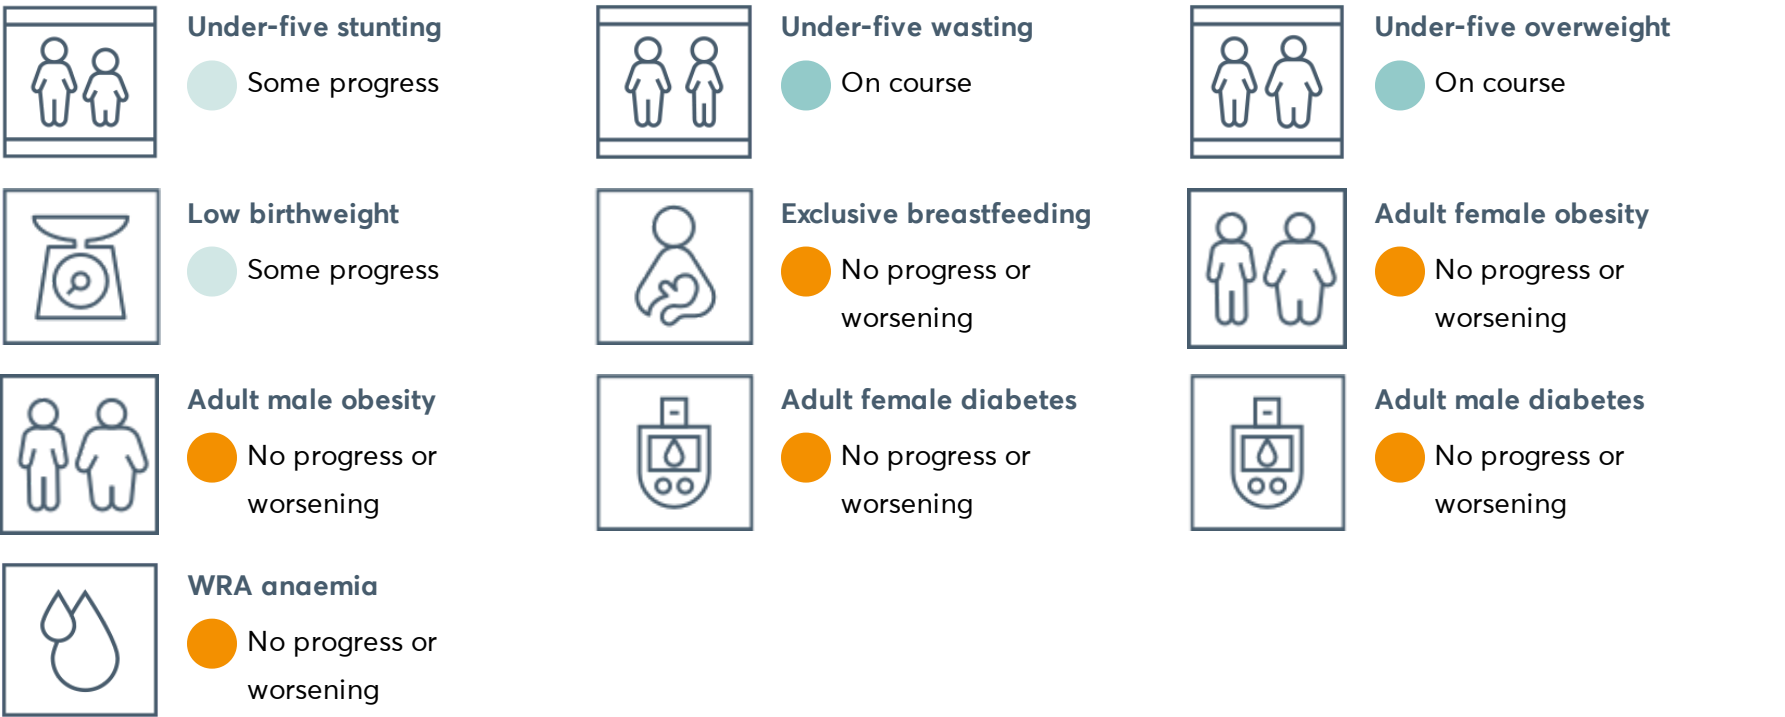 Under-five stunting
Some progress
Under-five wasting
On course
Under-five overweight
On course
Low birthweight
Some progress
Exclusive breastfeeding
No progress or
worsening
Adult female obesity
No progress or
worsening
Adult male obesity
No progress or
worsening
Adult female diabetes
No progress or
worsening
Adult male diabetes
No progress or
worsening
WRA anaemia
No progress or
worsening